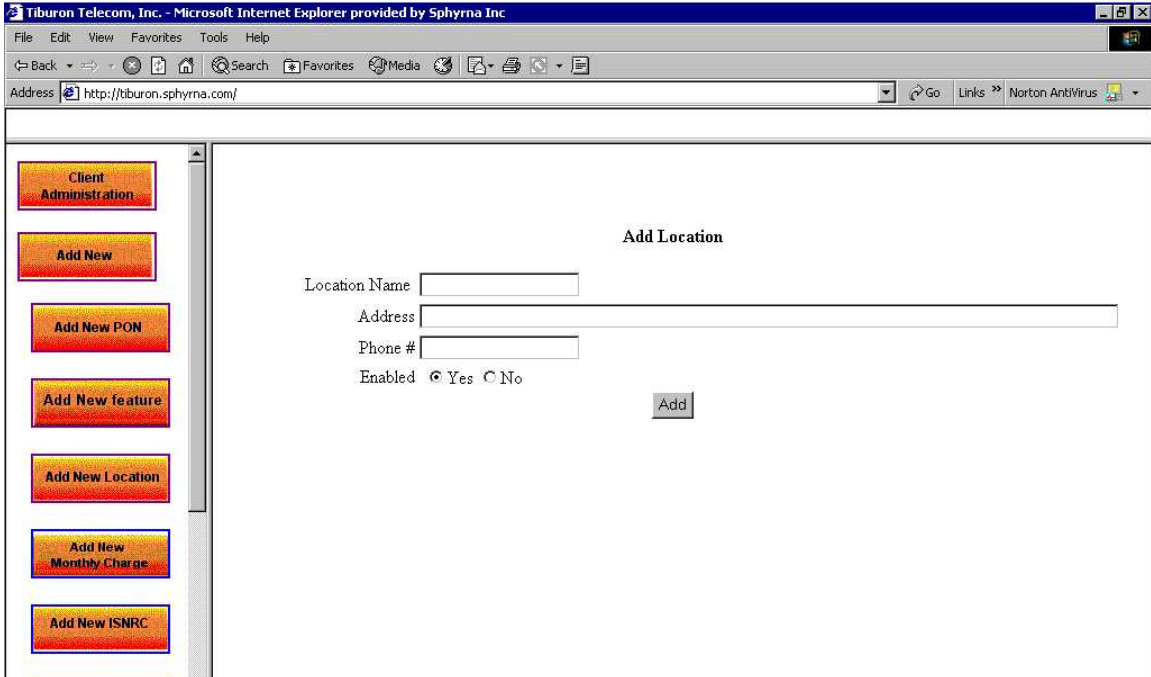 Tiburon Telecom, Inc. - Microsoft Internet Explorer provided by Sphyrna Inc
File Edit View Favorites Tools Help
Back Search Favorites Media
Address http://tiburon.sphyrna.com/ Go Links » Norton AntiVirus
Client
Administration
Add New
Add New PON
Add New feature
Add New Location
Add New
Monthly Charge
Add New ISNRC
Add Location
Location Name
Address
Phone #
Enabled Yes No
Add